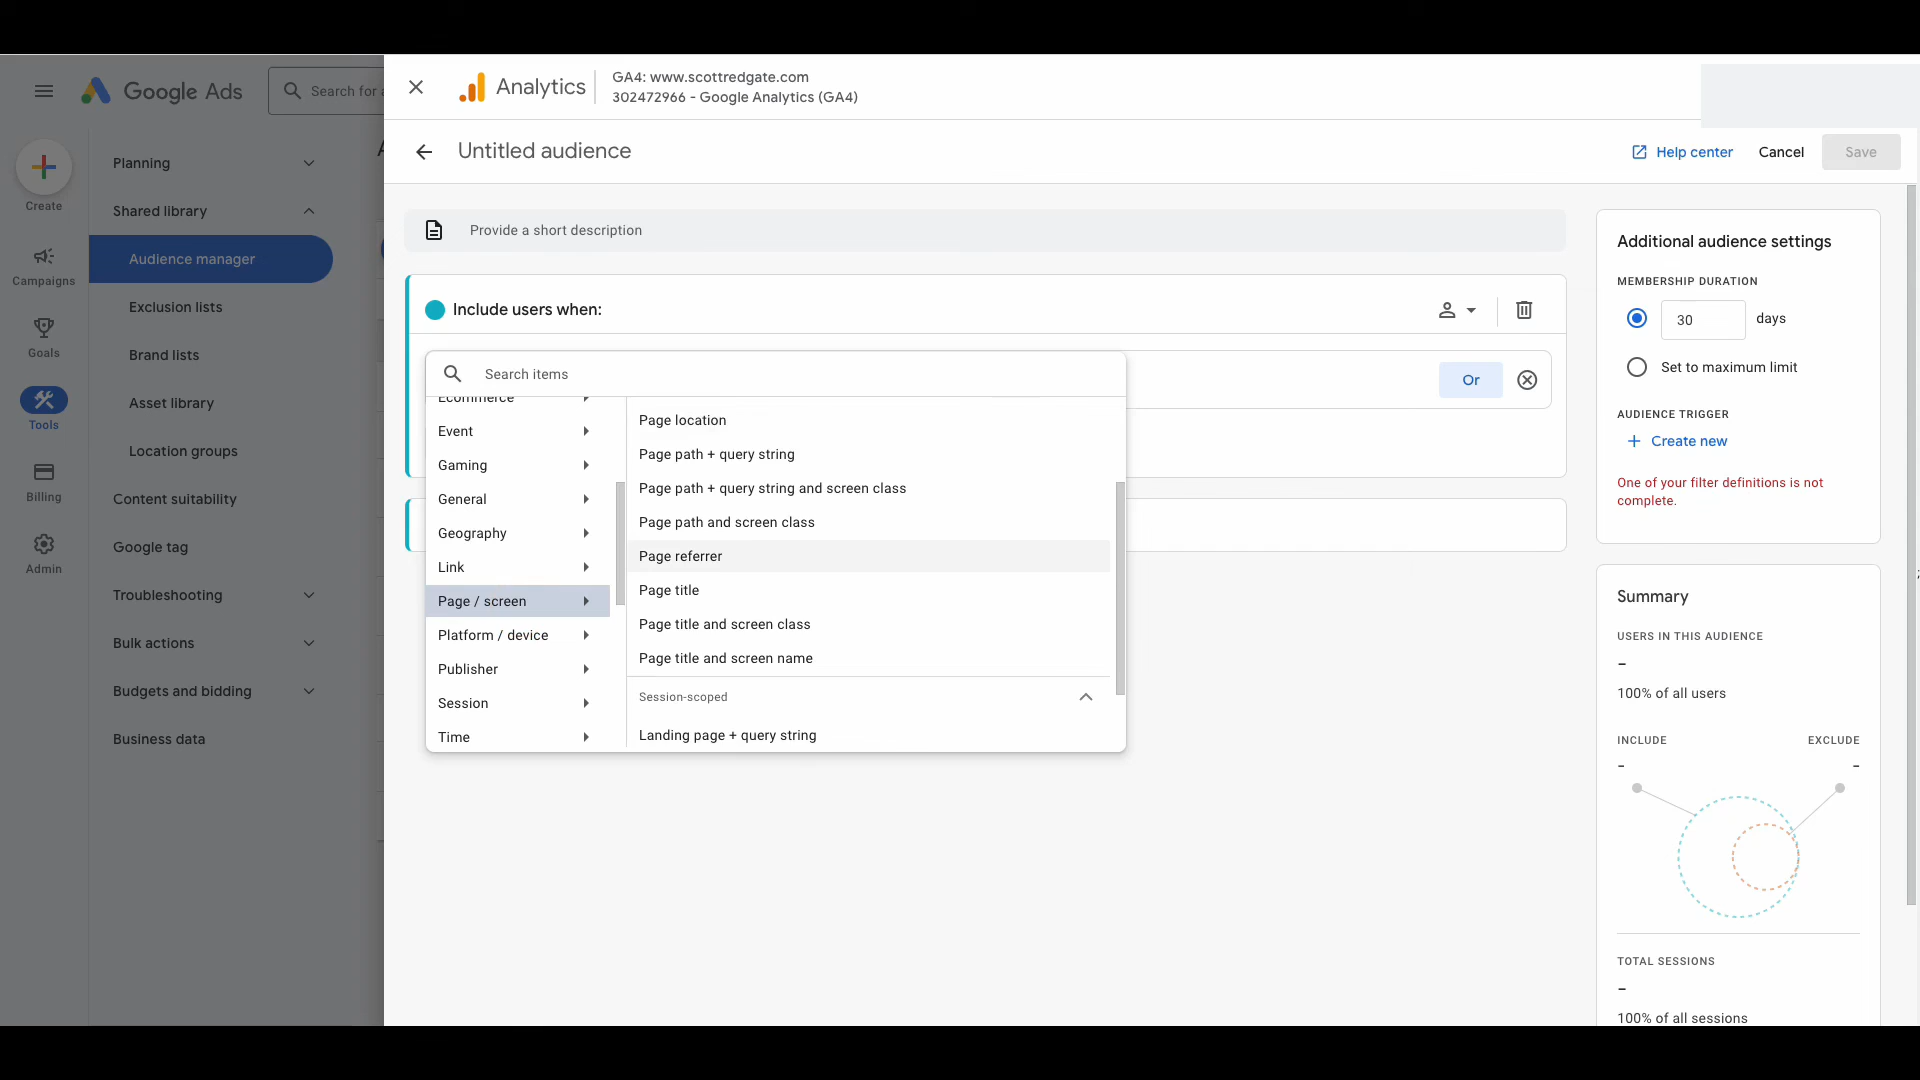 Google Ads
Search for a
Create
Campaigns
Goals
Tools
Billing
Admin
Planning
Shared library
Audience manager
Exclusion lists
Brand lists
Asset library
Location groups
Content suitability
Google tag
Troubleshooting
Bulk actions
Budgets and bidding
Business data
Analytics
GA4: www.scottredgate.com
302472966 - Google Analytics (GA4)
Untitled audience
Help center
Cancel
Save
Provide a short description
Include users when:
Search items
Or
Ecommerce
Event
Gaming
General
Geography
Link
Page / screen
Platform / device
Publisher
Session
Time
Page location
Page path + query string
Page path + query string and screen class
Page path and screen class
Page referrer
Page title
Page title and screen class
Page title and screen name
Session-scoped
Landing page + query string
Additional audience settings
MEMBERSHIP DURATION
30 days
Set to maximum limit
AUDIENCE TRIGGER
Create new
One of your filter definitions is not
complete.
Summary
USERS IN THIS AUDIENCE
-
100% of all users
INCLUDE EXCLUDE
- -
TOTAL SESSIONS
-
100% of all sessions